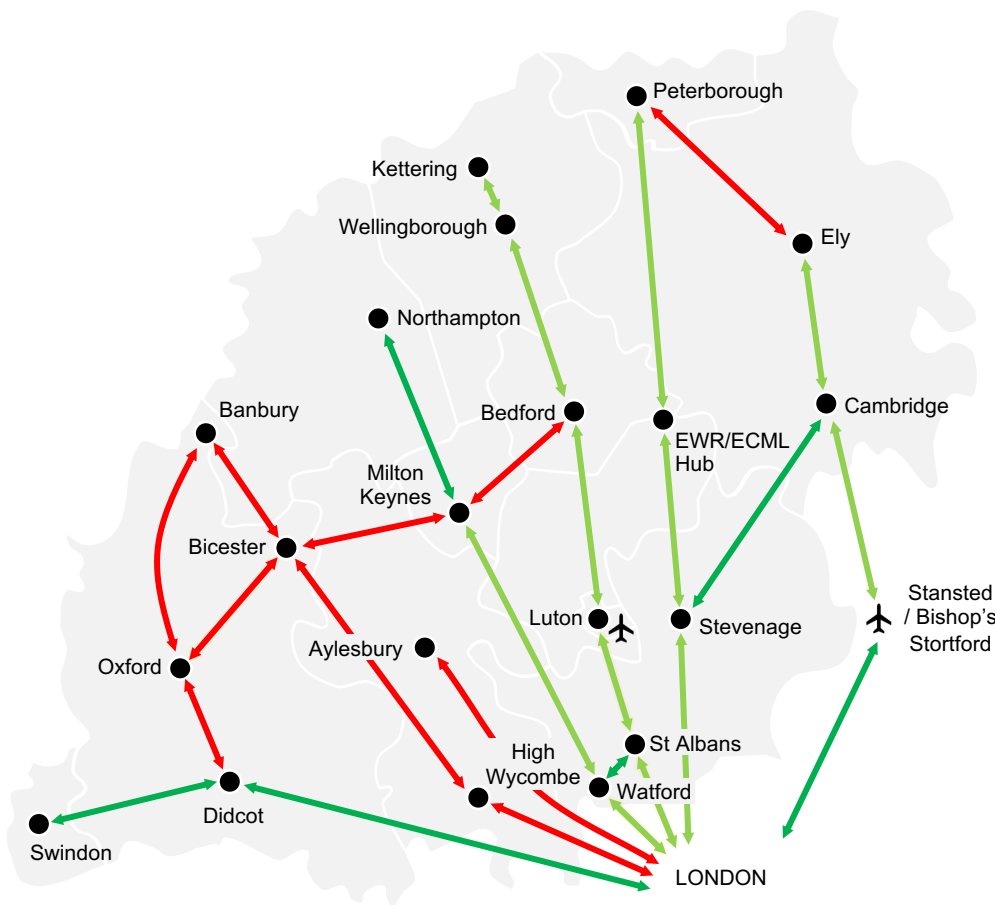 Peterborough
Kettering
Wellingborough
Ely
Northampton
Banbury
Bedford
Cambridge
EWR/ECML
Hub
Milton
Keynes
Bicester
Stansted
/ Bishop's
Stortford
Luton
Stevenage
Aylesbury
Oxford
St Albans
High
Wycombe
Watford
Didcot
Swindon
LONDON